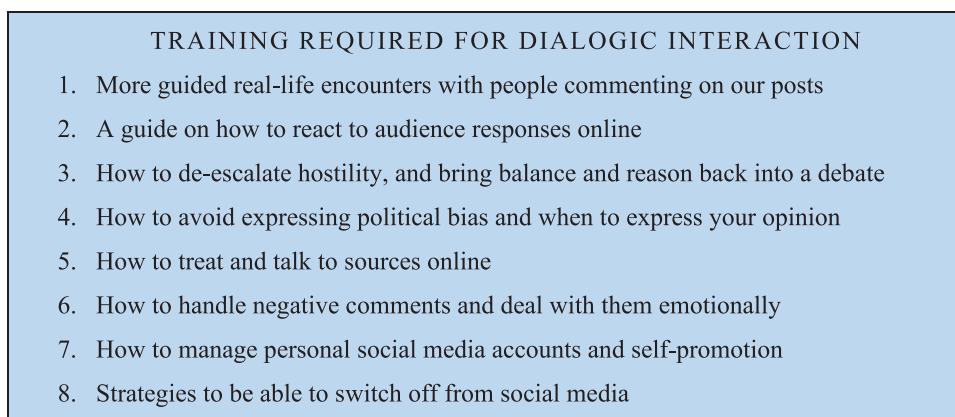 TRAINING REQUIRED FOR DIALOGIC INTERACTION
1. More guided real-life encounters with people commenting on our posts
2. A guide on how to react to audience responses online
3. How to de-escalate hostility, and bring balance and reason back into a debate
4. How to avoid expressing political bias and when to express your opinion
5. How to treat and talk to sources online
6. How to handle negative comments and deal with them emotionally
7. How to manage personal social media accounts and self-promotion
8. Strategies to be able to switch off from social media